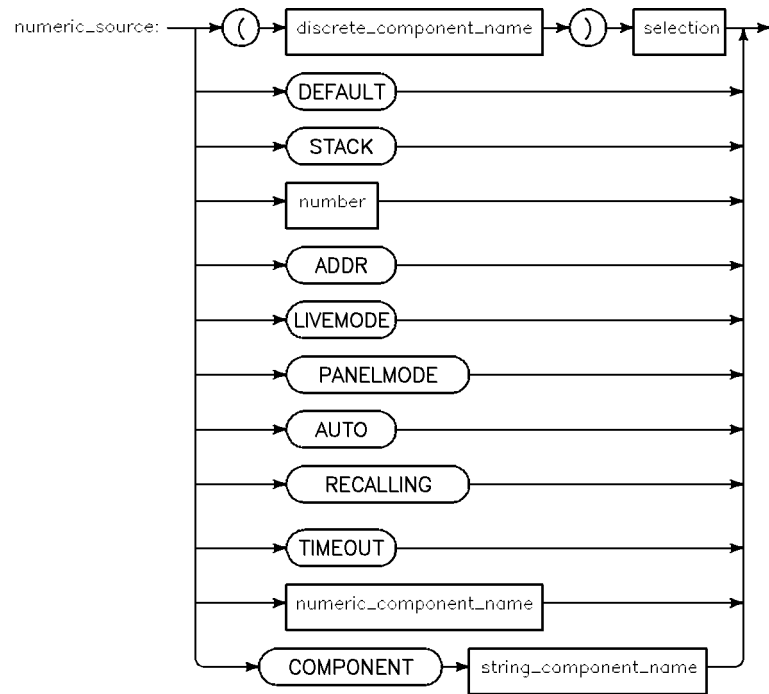 numeric_source: ( discrete_component_name ) selection
DEFAULT
STACK
number
ADDR
LIVEMODE
PANELMODE
AUTO
RECALLING
TIMEOUT
numeric_component_name
COMPONENT string_component_name